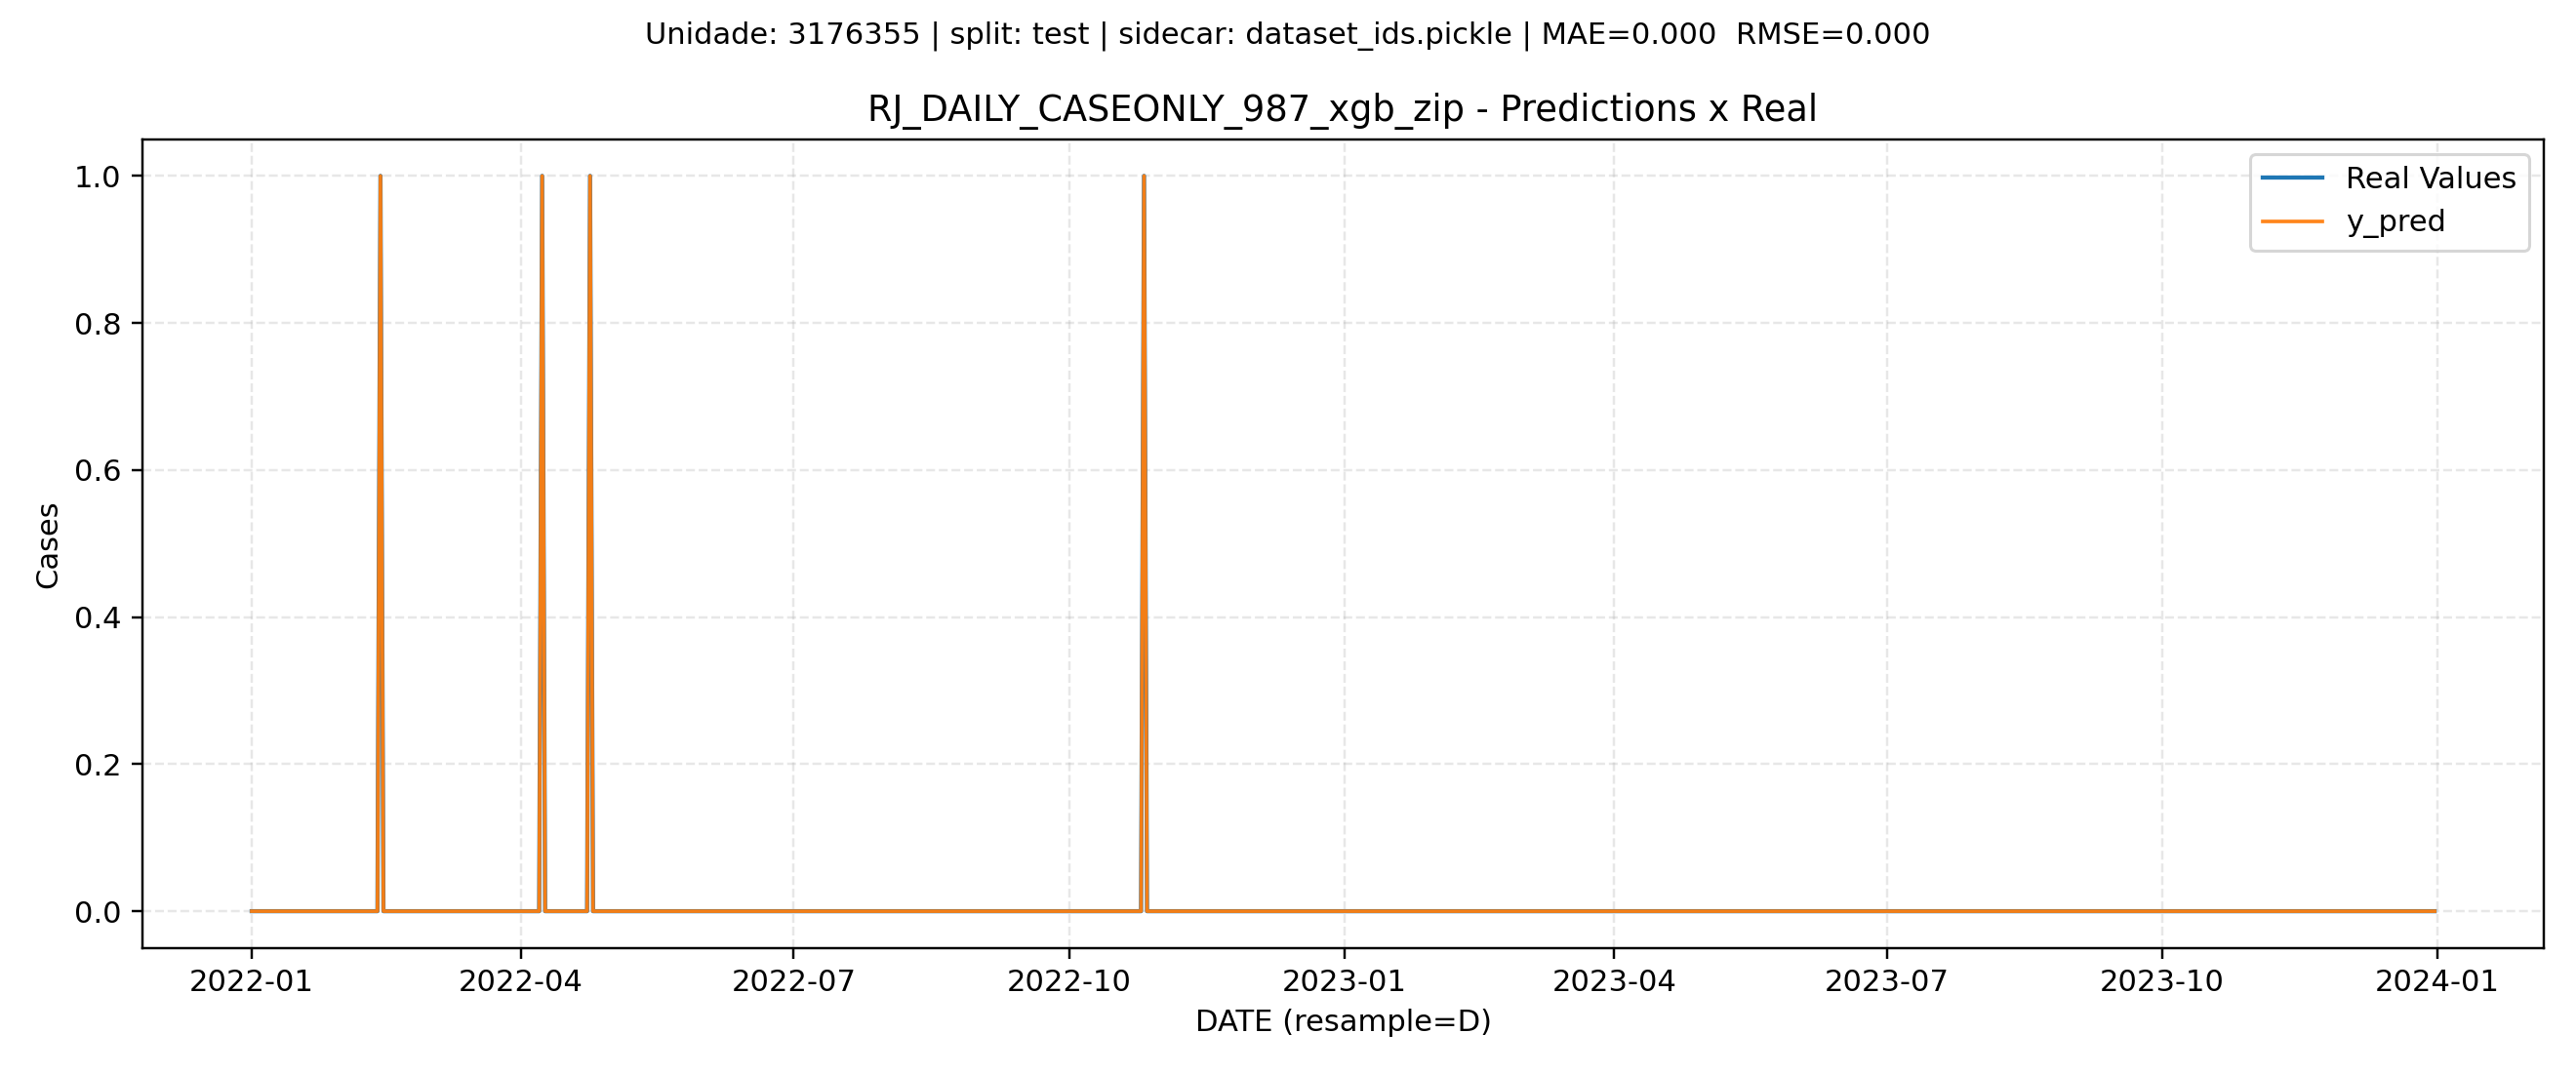 Unidade: 3176355 | split: test | sidecar: dataset_ids.pickle | MAE=0.000  RMSE=0.000
RJ_DAILY_CASEONLY_987_xgb_zip - Predictions x Real
Real Values
y_pred
1.0
0.8
0.6
0.4
0.2
0.0
Cases
2022-01 2022-04 2022-07 2022-10 2023-01 2023-04 2023-07 2023-10 2024-01
DATE (resample=D)